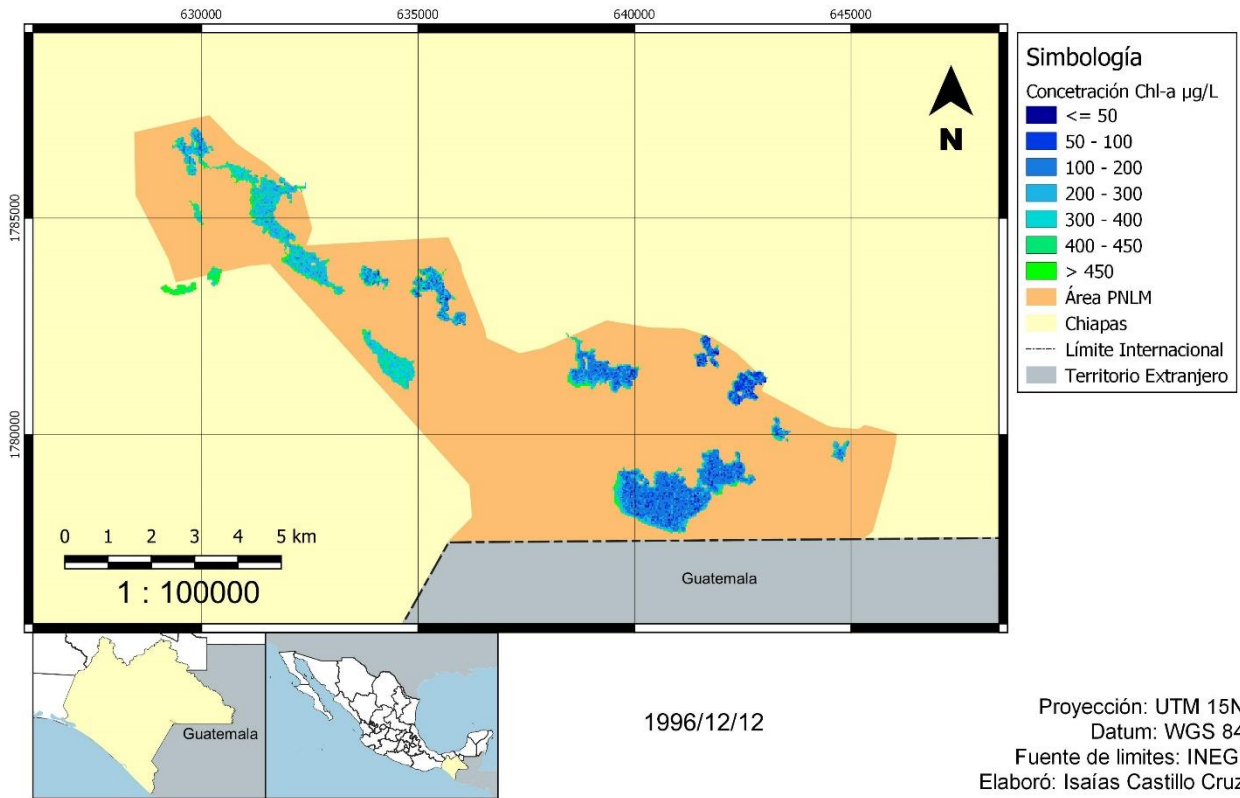 630000
635000
640000
645000
1785000
1780000
N
Simbología
Concetración Chl-a µg/L
<= 50
50 - 100
100 - 200
200 - 300
300 - 400
400 - 450
> 450
Área PNLM
Chiapas
Límite Internacional
Territorio Extranjero
0 1 2 3 4 5 km
1 : 100000
Guatemala
Guatemala
1996/12/12
Proyección: UTM 15N
Datum: WGS 84
Fuente de limites: INEG
Elaboró: Isaías Castillo Cruz